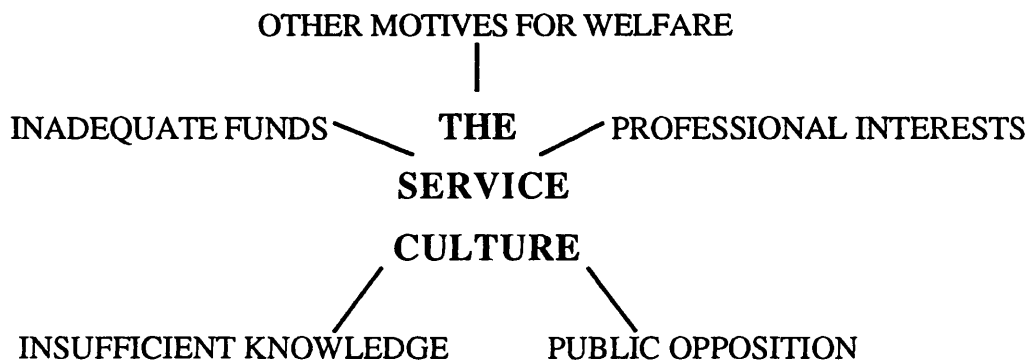 OTHER MOTIVES FOR WELFARE
INADEQUATE FUNDS
THE
SERVICE
CULTURE
PROFESSIONAL INTERESTS
INSUFFICIENT KNOWLEDGE
PUBLIC OPPOSITION